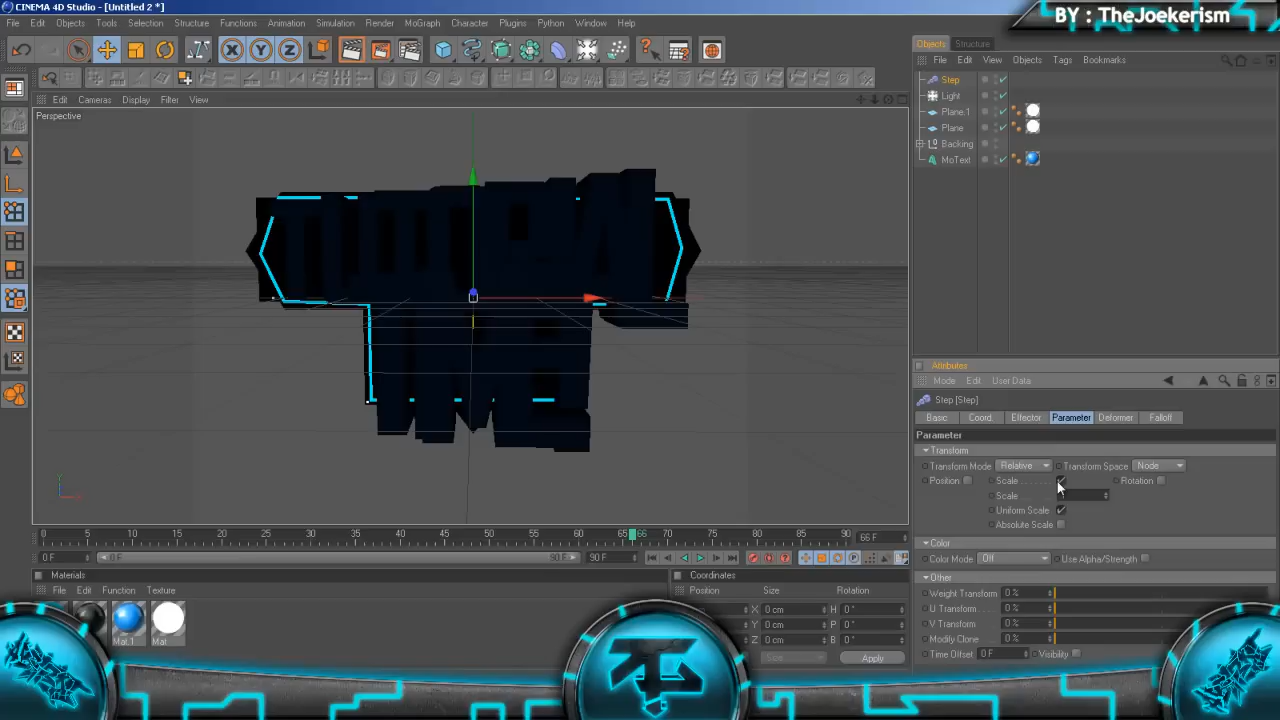 CINEMA 4D Studio - [Untitled 2 *]
BY : TheJoekerism
File Edit Objects Tools Selection Structure Functions Animation Simulation Render MoGraph Character Plugins Python Window Help
Objects Structure
File Edit View Objects Tags Bookmarks
Step
Light
Plane.1
Plane
Backing
MoText
Edit Cameras Display Filter View
Perspective
Attributes
Mode Edit User Data
Step [Step]
Basic Coord. Effector Parameter Deformer Falloff
Parameter
Transform
Transform Mode Relative Transform Space Node
Position Scale Rotation
Scale
Uniform Scale
Absolute Scale
Color
Color Mode Off Use Alpha/Strength
Other
Weight Transform 0 %
U Transform 0 %
V Transform 0 %
Modify Clone 0 %
Time Offset 0 F Visibility
0 5 10 15 20 25 30 35 40 45 50 55 60 66 70 75 80 85 90 66 F
0 F 0 F 90 F 90 F
Materials
File Edit Function Texture
Mat.1 Mat
Coordinates
Position Size Rotation
X 0 cm H 0 °
Y 0 cm P 0 °
Z 0 cm B 0 °
Size Apply